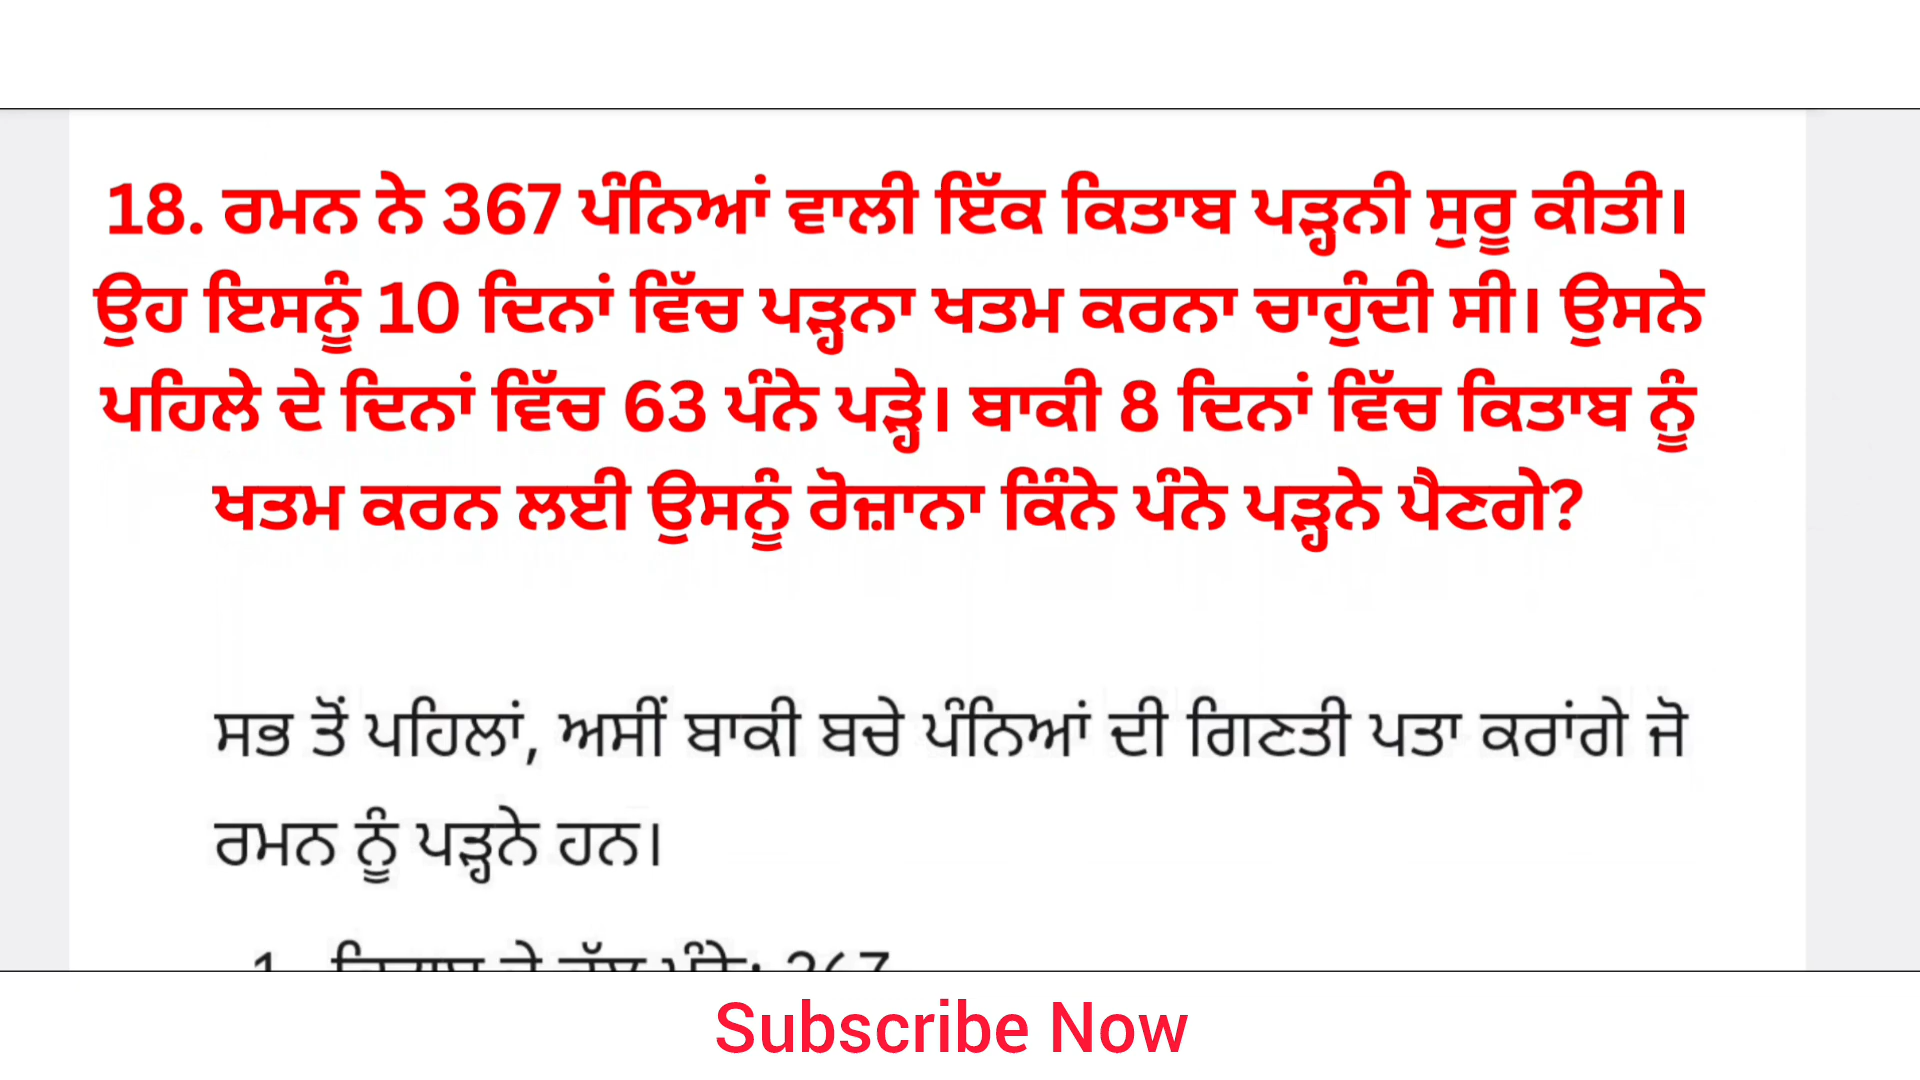 18. ਰਮਨ ਨੇ 367 ਪੰਨਿਆਂ ਵਾਲੀ ਇੱਕ ਕਿਤਾਬ ਪੜ੍ਹਨੀ ਸੁਰੂ ਕੀਤੀ।
ਉਹ ਇਸਨੂੰ 10 ਦਿਨਾਂ ਵਿੱਚ ਪੜ੍ਹਨਾ ਖਤਮ ਕਰਨਾ ਚਾਹੁੰਦੀ ਸੀ। ਉਸਨੇ
ਪਹਿਲੇ ਦੇ ਦਿਨਾਂ ਵਿੱਚ 63 ਪੰਨੇ ਪੜ੍ਹੇ। ਬਾਕੀ 8 ਦਿਨਾਂ ਵਿੱਚ ਕਿਤਾਬ ਨੂੰ
ਖਤਮ ਕਰਨ ਲਈ ਉਸਨੂੰ ਰੋਜ਼ਾਨਾ ਕਿੰਨੇ ਪੰਨੇ ਪੜ੍ਹਨੇ ਪੈਣਗੇ?
ਸਭ ਤੋਂ ਪਹਿਲਾਂ, ਅਸੀਂ ਬਾਕੀ ਬਚੇ ਪੰਨਿਆਂ ਦੀ ਗਿਣਤੀ ਪਤਾ ਕਰਾਂਗੇ ਜੋ
ਰਮਨ ਨੂੰ ਪੜ੍ਹਨੇ ਹਨ।
Subscribe Now